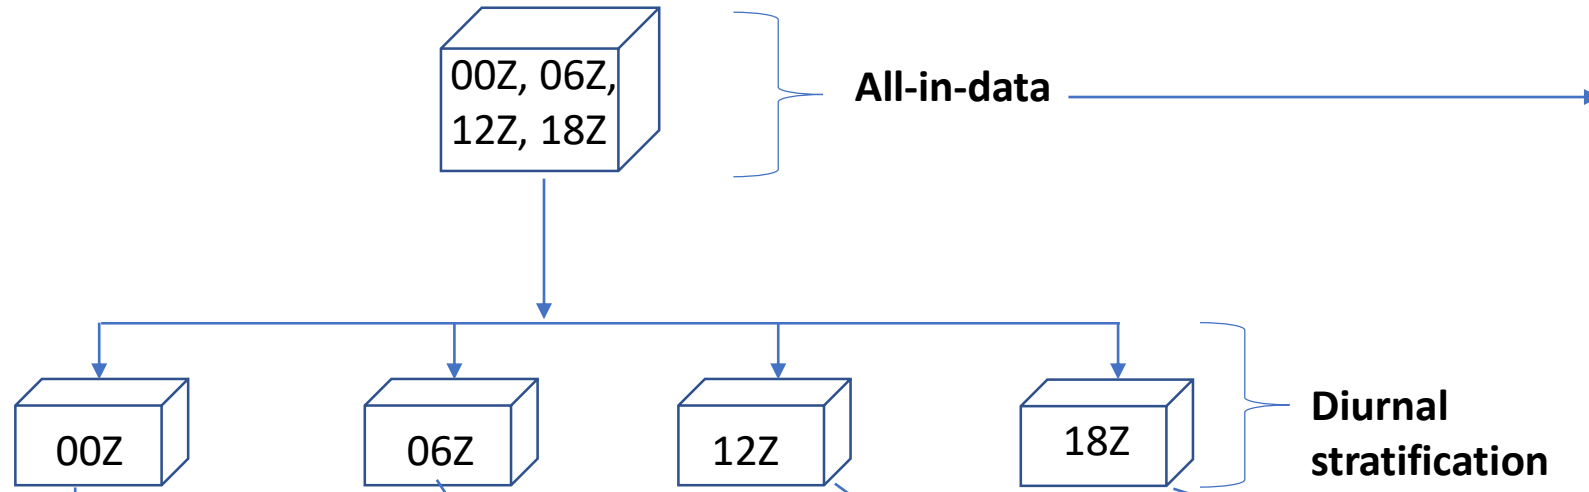 00Z, 06Z,
12Z, 18Z
All-in-data
00Z
06Z
12Z
18Z
Diurnal
stratification